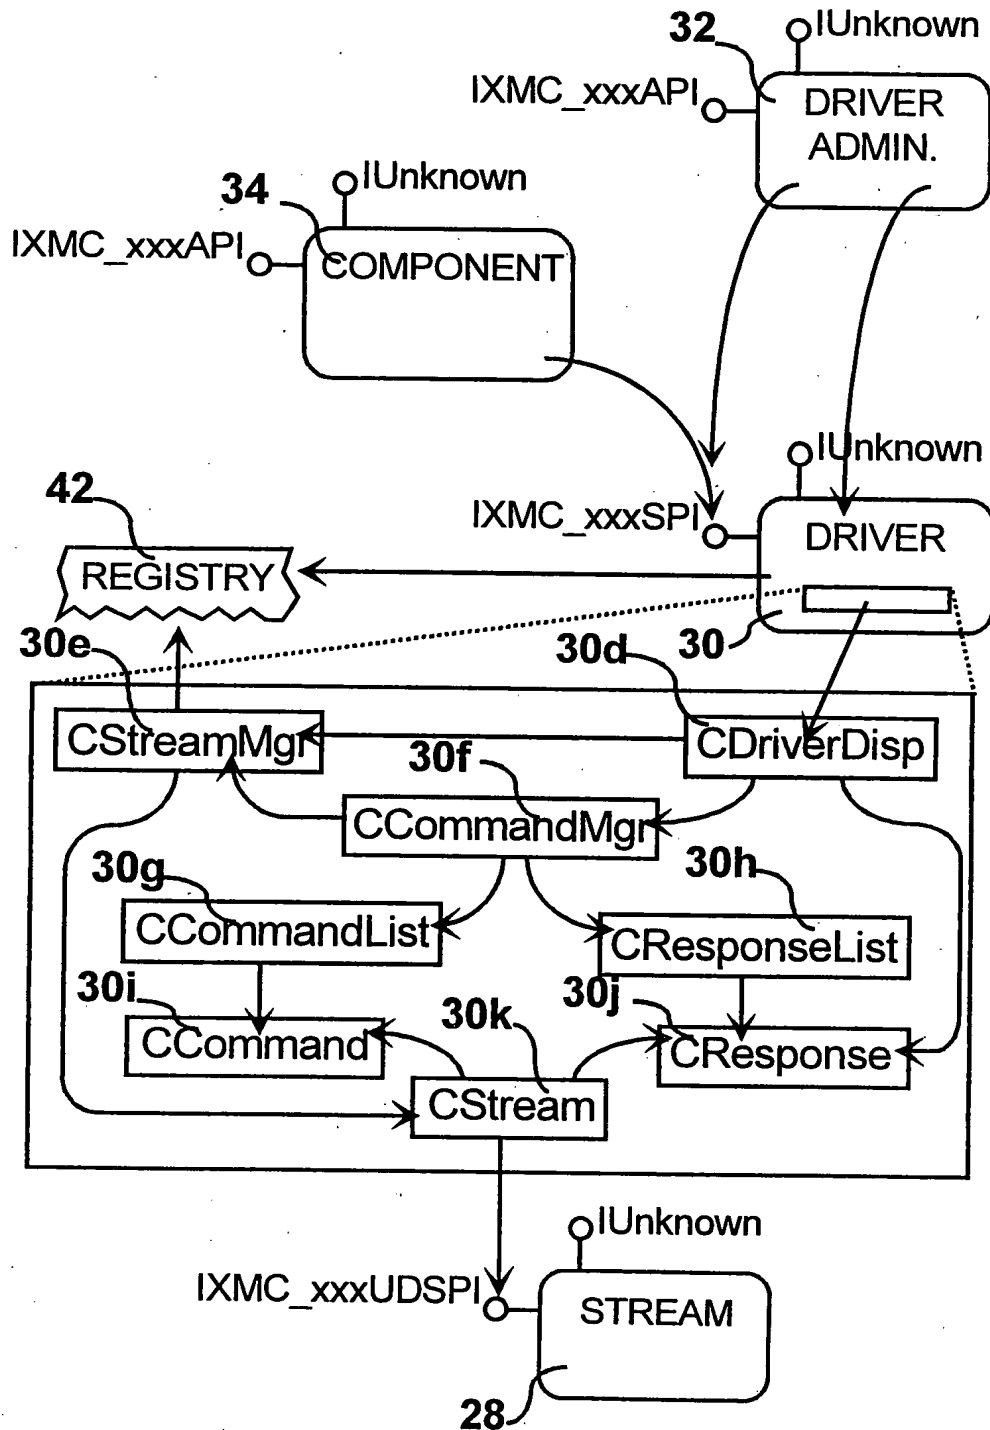 32
IUnknown
IXMC_xxxAPI
DRIVER
ADMIN.
34
IUnknown
IXMC_xxxAPI
COMPONENT
IUnknown
42
IXMC_xxxSPI
DRIVER
REGISTRY
30e
30d
30
CStreamMgr
CDriverDisp
30f
CCommandMgr
30g
30h
CCommandList
CResponseList
30i
30k
30j
CCommand
CResponse
CStream
IUnknown
IXMC_xxxUDSPI
STREAM
28